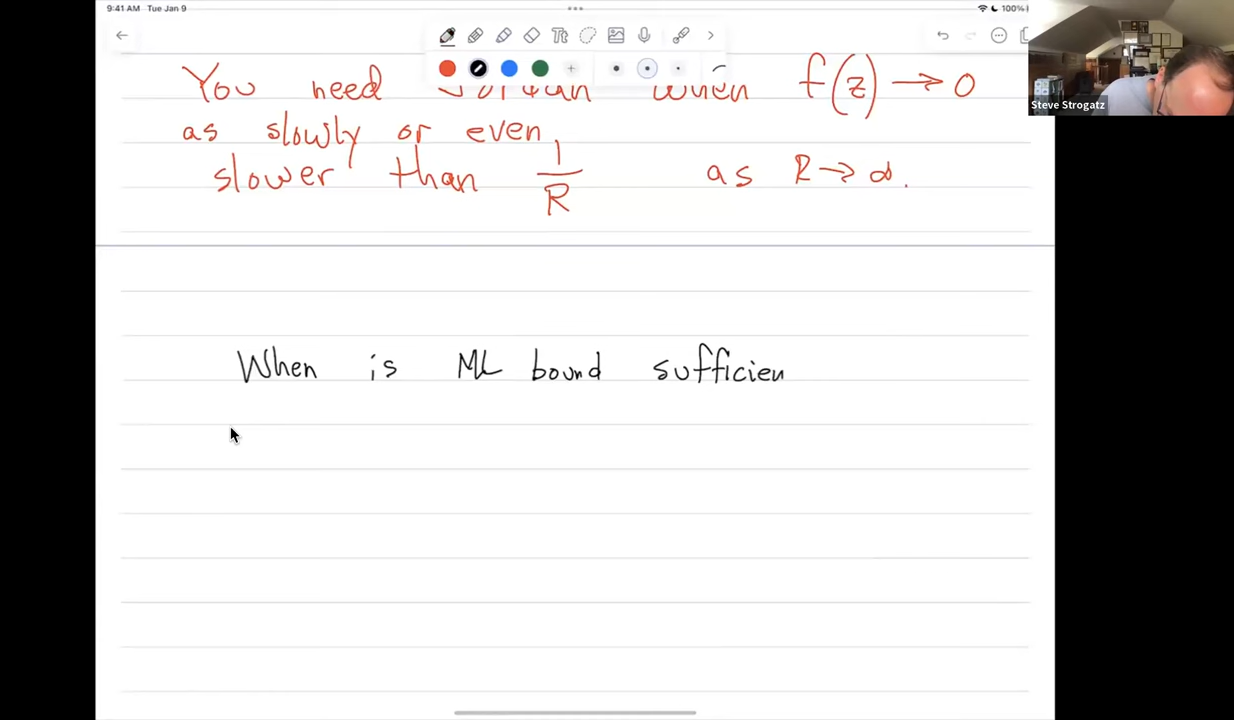 9:41 AM Tue Jan 9
100%
Tt
Steve Strogatz
You need Jordan when f(z) → 0
as slowly or even
slower than 1/R as R → ∞.
When is ML bound sufficien